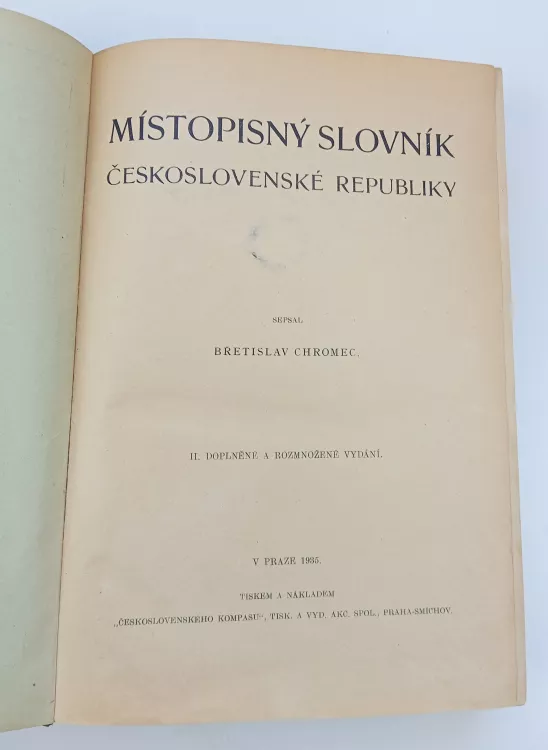 MÍSTOPISNÝ SLOVNÍK
ČESKOSLOVENSKÉ REPUBLIKY
SEPSAL
BŘETISLAV CHROMEC.
II. DOPLNĚNÉ A ROZMNOŽENÉ VYDÁNÍ.
V PRAZE 1935.
TISKEM A NÁKLADEM
„ČESKOSLOVENSKÉHO KOMPASU“, TISK. A VYD. AKC. SPOL., PRAHA-SMÍCHOV.